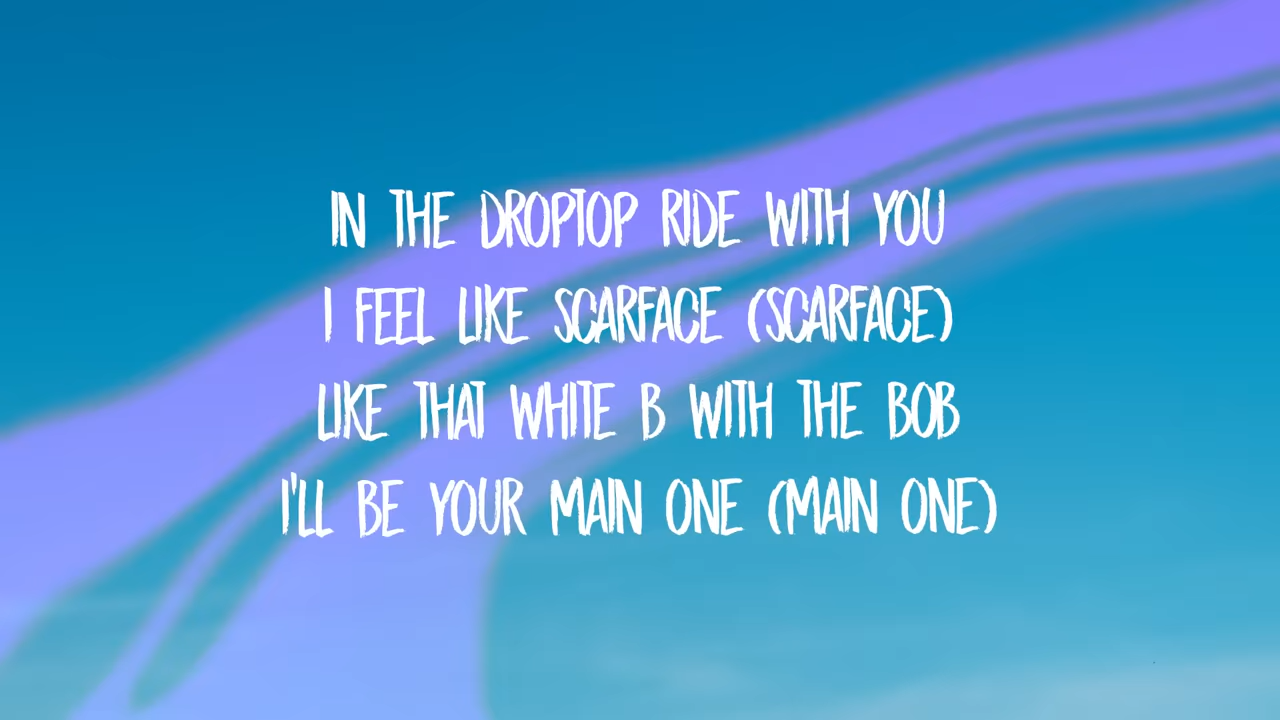 IN THE DROPTOP RIDE WITH YOU
I FEEL LIKE SCARFACE (SCARFACE)
LIKE THAT WHITE B WITH THE BOB
I'LL BE YOUR MAIN ONE (MAIN ONE)